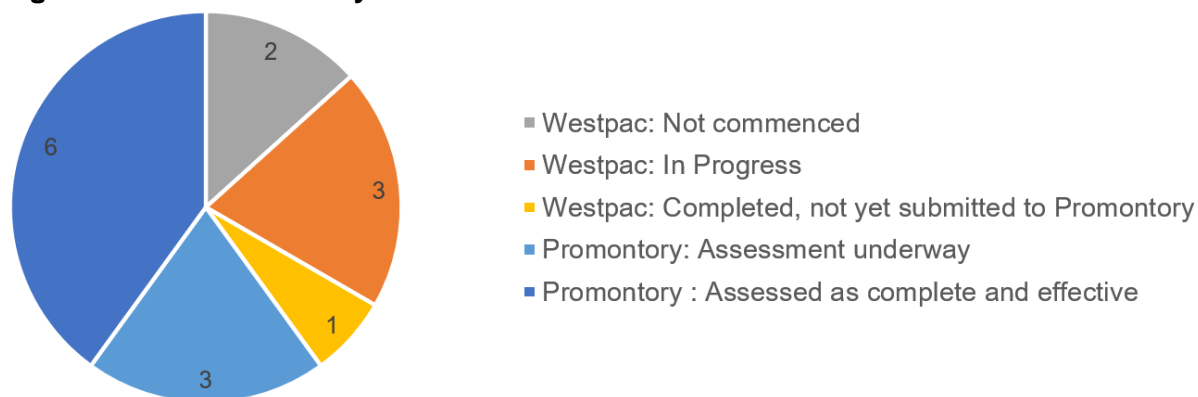 2
6
3
1
3
Westpac: Not commenced
Westpac: In Progress
Westpac: Completed, not yet submitted to Promontory
Promontory: Assessment underway
Promontory : Assessed as complete and effective